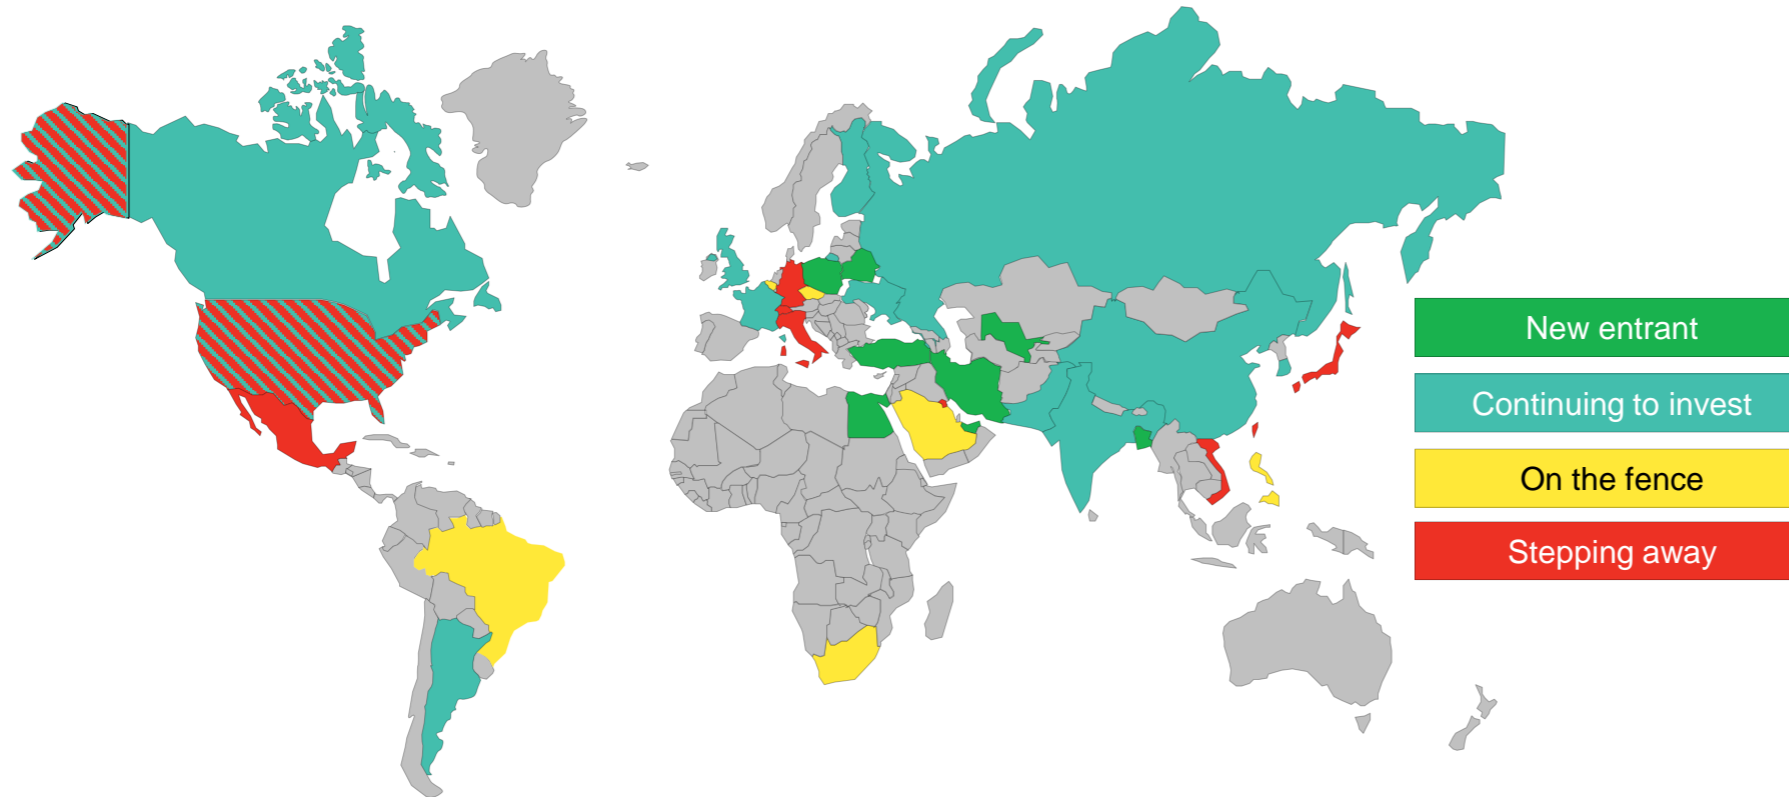 New entrant
Continuing to invest
On the fence
Stepping away